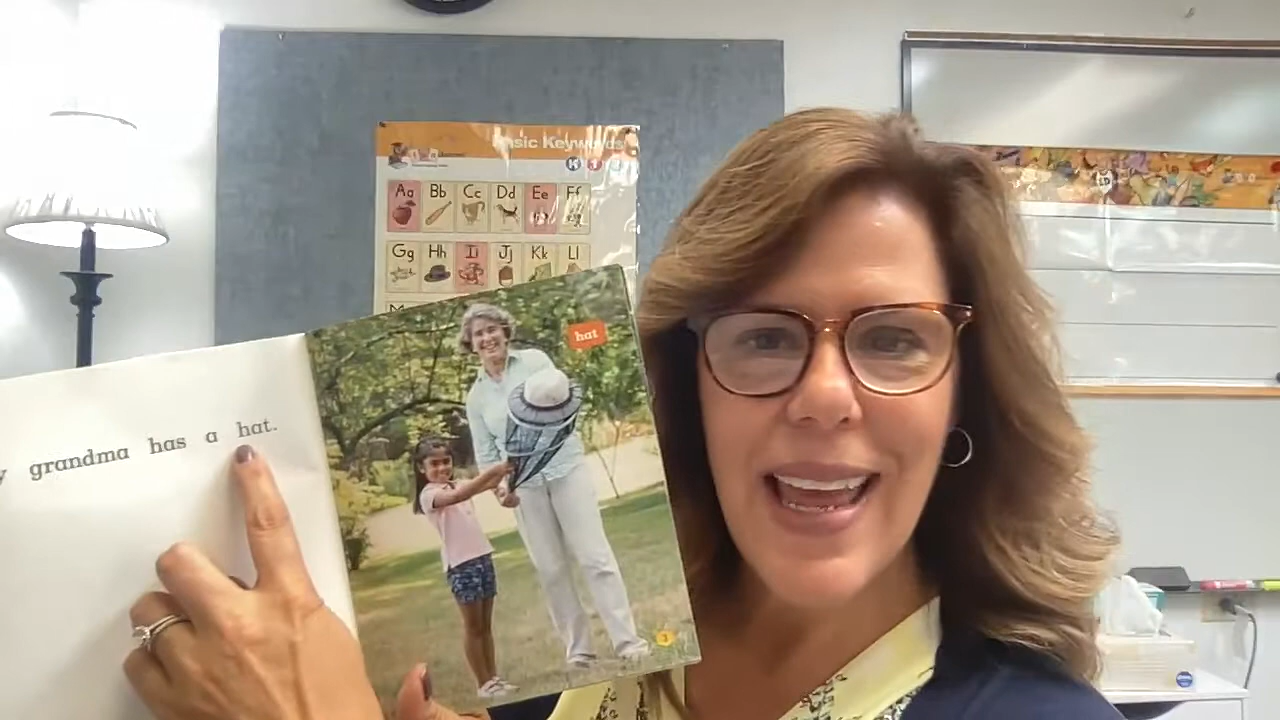 Basic Keywords
K 1
Aa Bb Cc Dd Ee Ff
Gg Hh Ii Jj Kk Ll
hat
grandma has a hat.
3